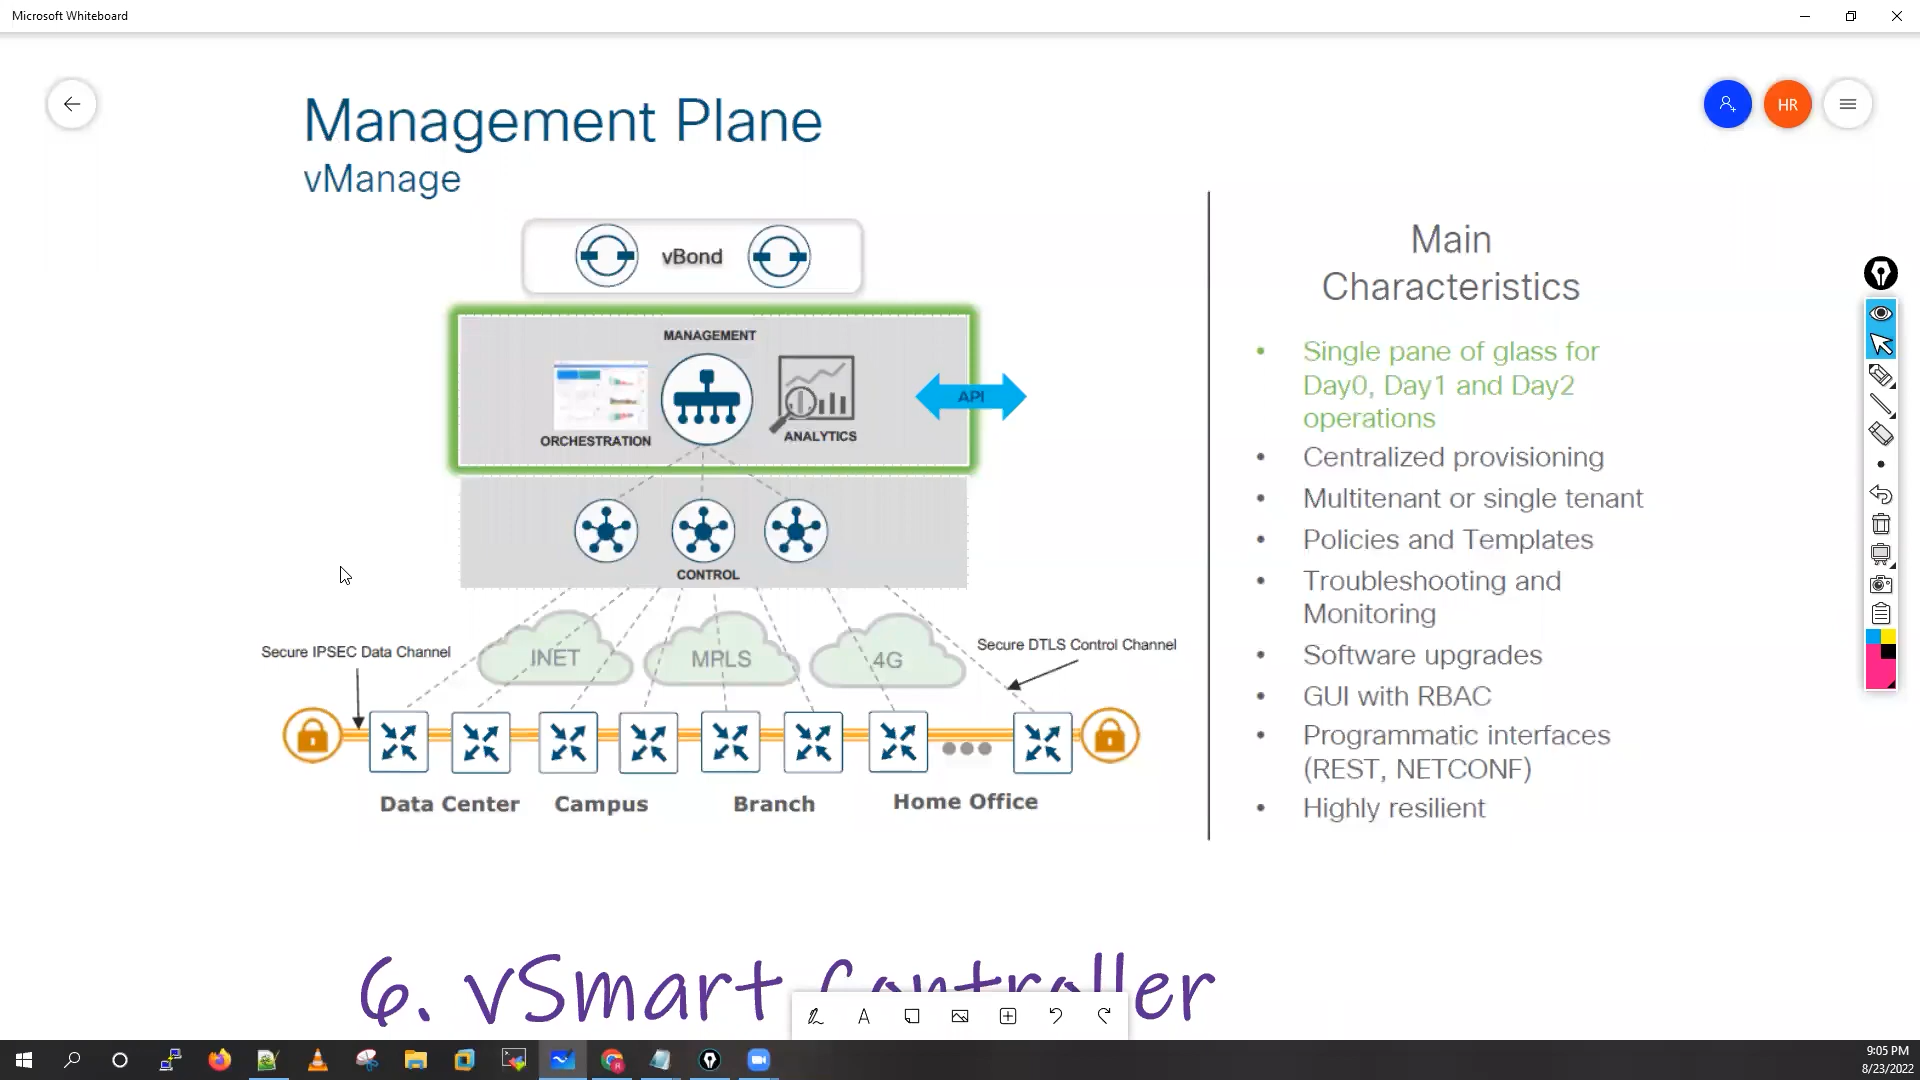 Microsoft Whiteboard
HR
Management Plane
vManage
vBond
MANAGEMENT
ORCHESTRATION
ANALYTICS
API
CONTROL
Secure IPSEC Data Channel
INET
MPLS
4G
Secure DTLS Control Channel
Data Center
Campus
Branch
Home Office
Main
Characteristics
• Single pane of glass for
Day0, Day1 and Day2
operations
• Centralized provisioning
• Multitenant or single tenant
• Policies and Templates
• Troubleshooting and
Monitoring
• Software upgrades
• GUI with RBAC
• Programmatic interfaces
(REST, NETCONF)
• Highly resilient
6. vSmart Controller
9:05 PM
8/23/2022